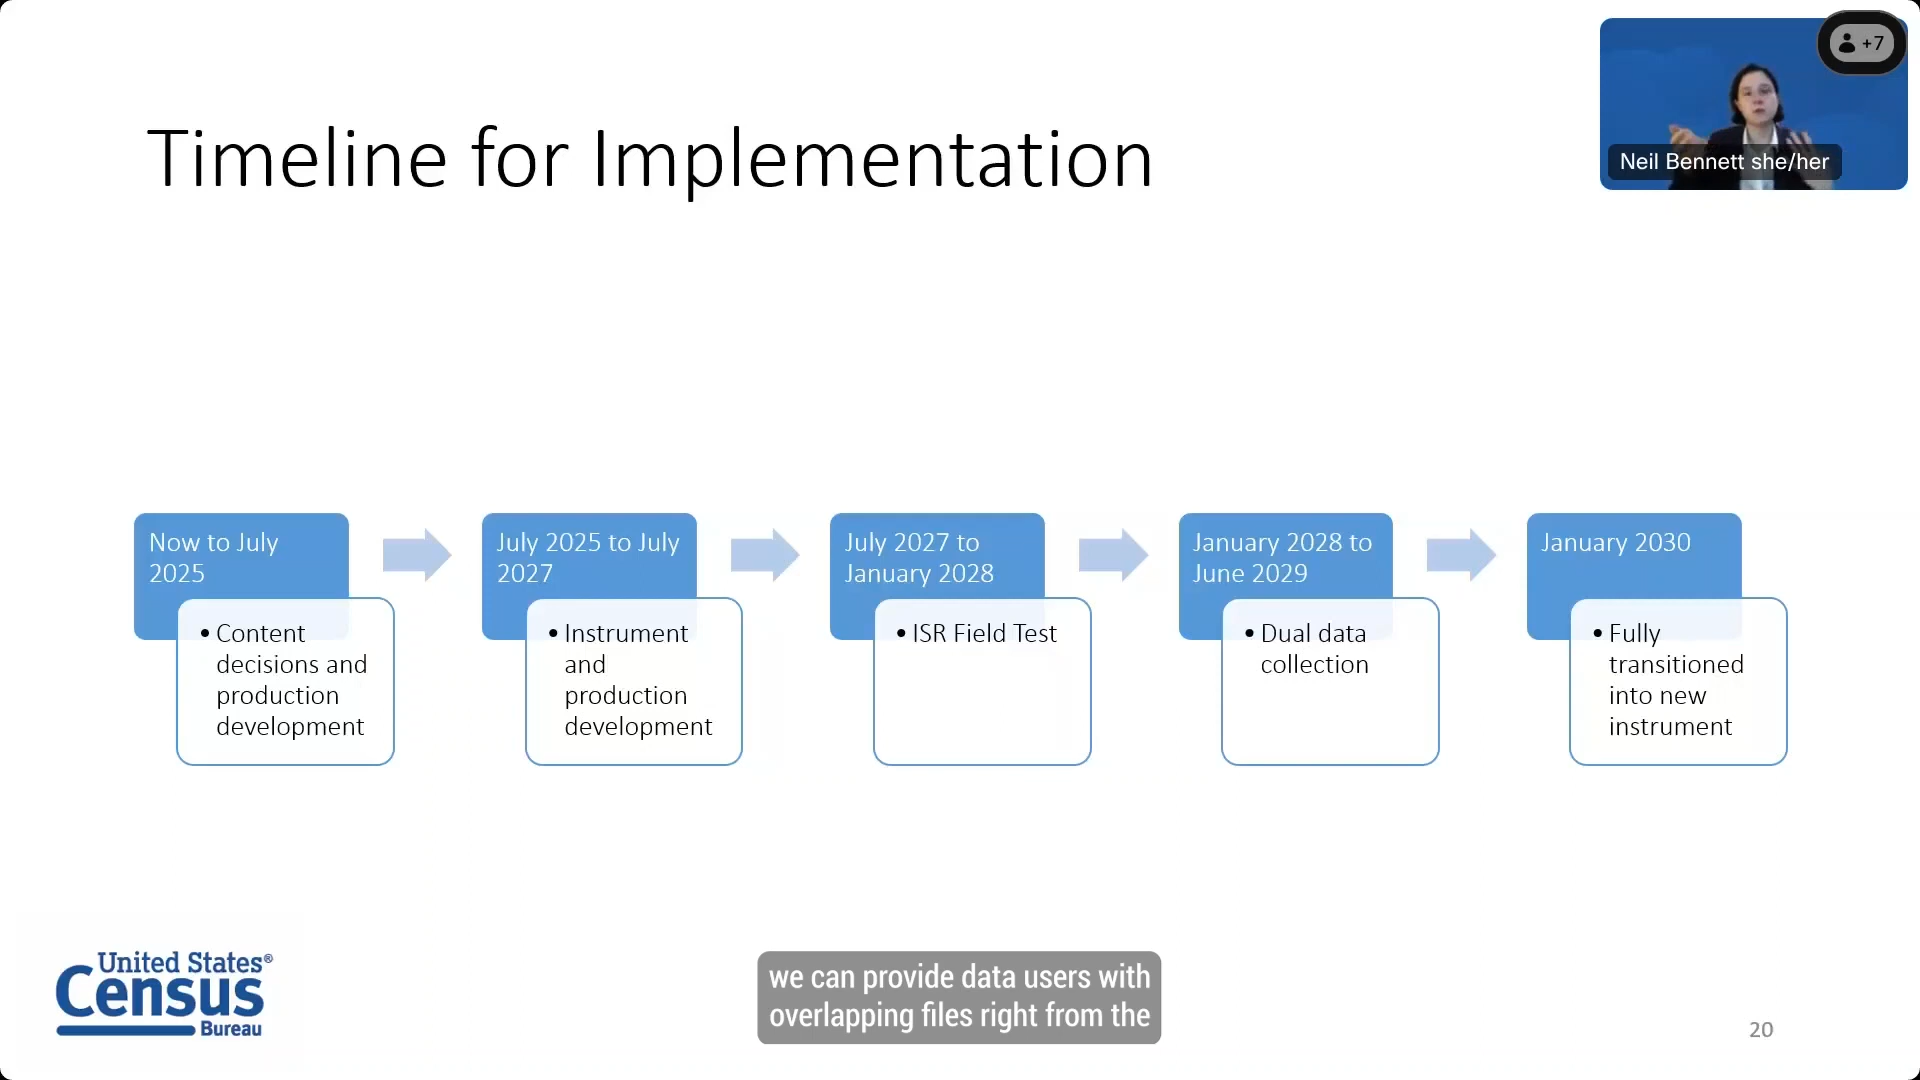 +7
Neil Bennett she/her
Timeline for Implementation
Now to July
2025
• Content
decisions and
production
development
July 2025 to July
2027
• Instrument
and
production
development
July 2027 to
January 2028
• ISR Field Test
January 2028 to
June 2029
• Dual data
collection
January 2030
• Fully
transitioned
into new
instrument
United States®
Census
Bureau
we can provide data users with
overlapping files right from the
20